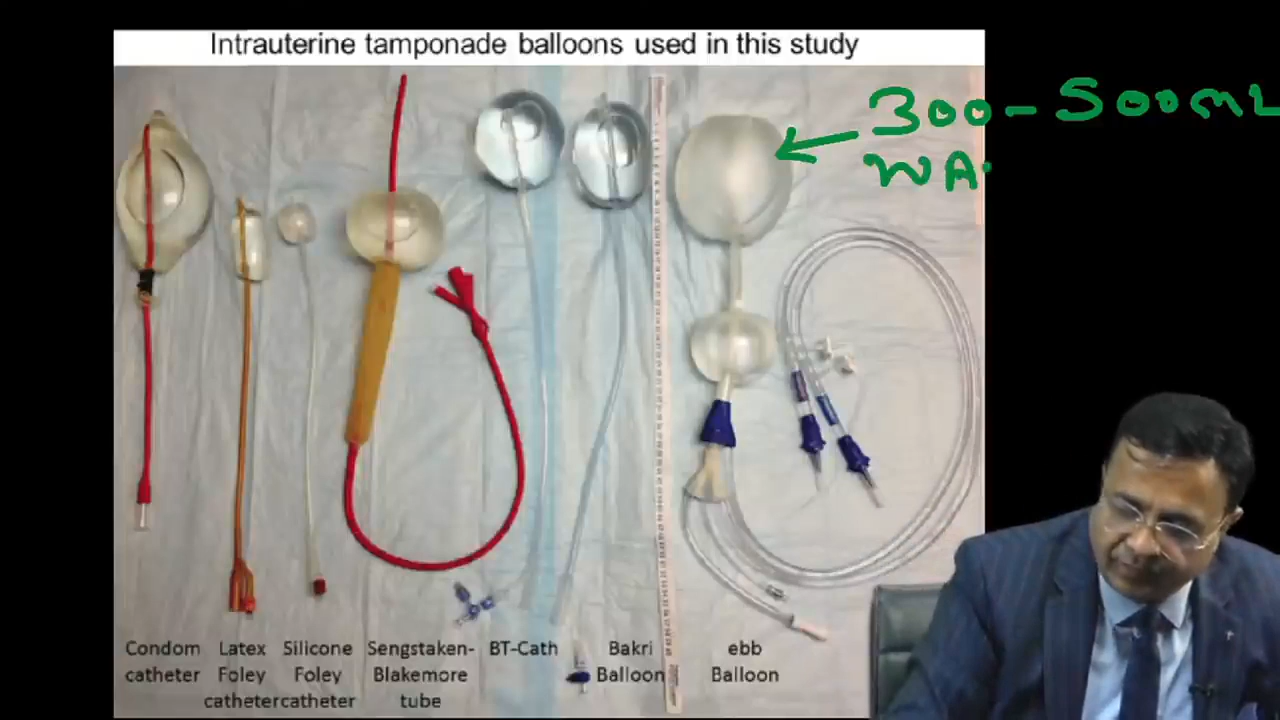 Intrauterine tamponade balloons used in this study
300-500mL
WA
Condom catheter
Latex Foley catheter
Silicone Foley catheter
Sengstaken-Blakemore tube
BT-Cath
Bakri Balloon
ebb Balloon